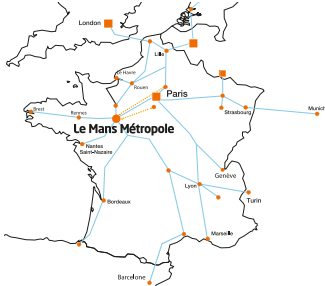 London
Lille
Le Havre
Rouen
Paris
Brest
Rennes
Strasbourg
Munich
Le Mans Métropole
Nantes
Saint-Nazaire
Genève
Lyon
Turin
Bordeaux
Marseille
Barcelone